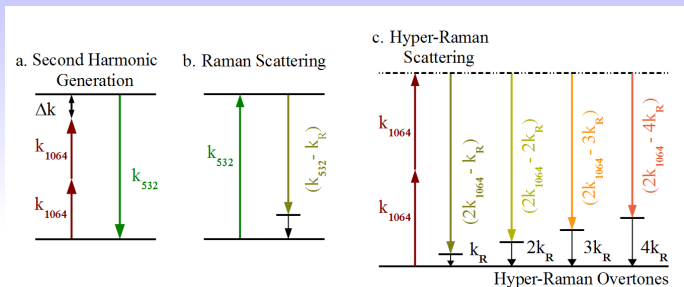 a. Second Harmonic
Generation
Δk
k1064
k1064
k532
b. Raman Scattering
k532
(k532 - kR)
c. Hyper-Raman
Scattering
k1064
k1064
(2k1064 - kR)
(2k1064 - 2kR)
(2k1064 - 3kR)
(2k1064 - 4kR)
kR
2kR
3kR
4kR
Hyper-Raman Overtones